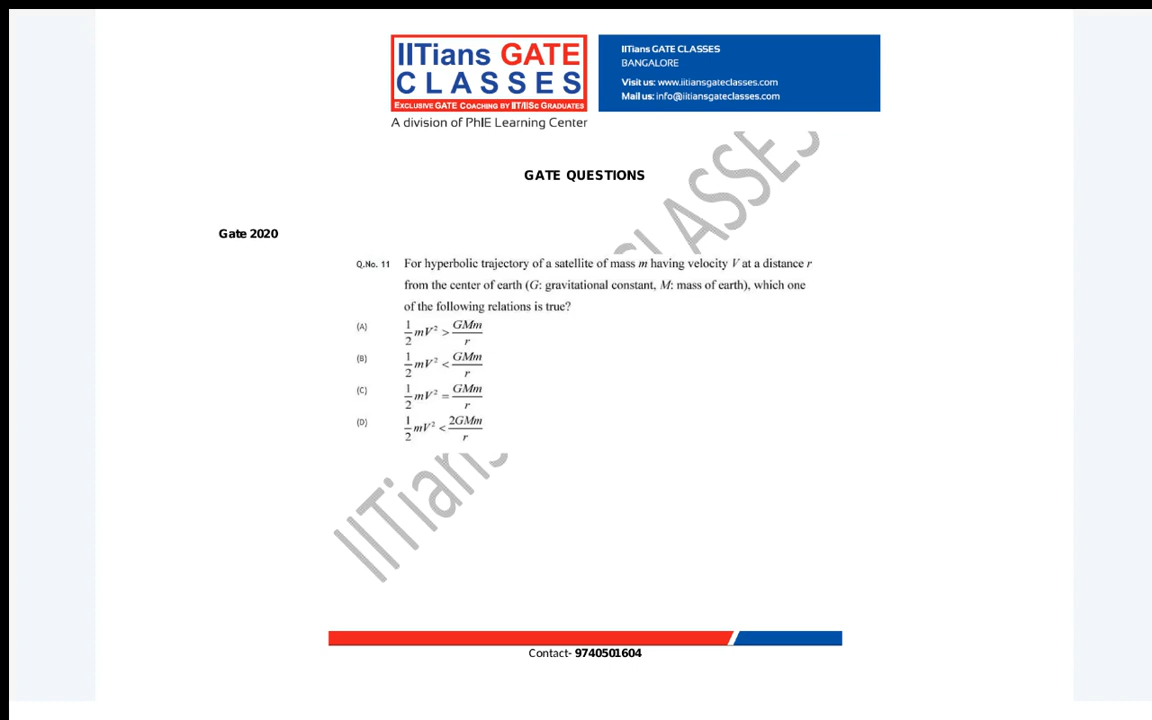 IITians GATE
CLASSES
EXCLUSIVE GATE COACHING BY IIT/IISc GRADUATES
A division of PhIE Learning Center
IITians GATE CLASSES
BANGALORE
Visit us: www.iitiansgateclasses.com
Mail us: info@iitiansgateclasses.com
GATE QUESTIONS
Gate 2020
Q.No. 11 For hyperbolic trajectory of a satellite of mass m having velocity V at a distance r
from the center of earth (G: gravitational constant, M: mass of earth), which one
of the following relations is true?
(A) 1/2 mV² > GMm/r
(B) 1/2 mV² < GMm/r
(C) 1/2 mV² = GMm/r
(D) 1/2 mV² < 2GMm/r
IITians
CLASSES
Contact- 9740501604